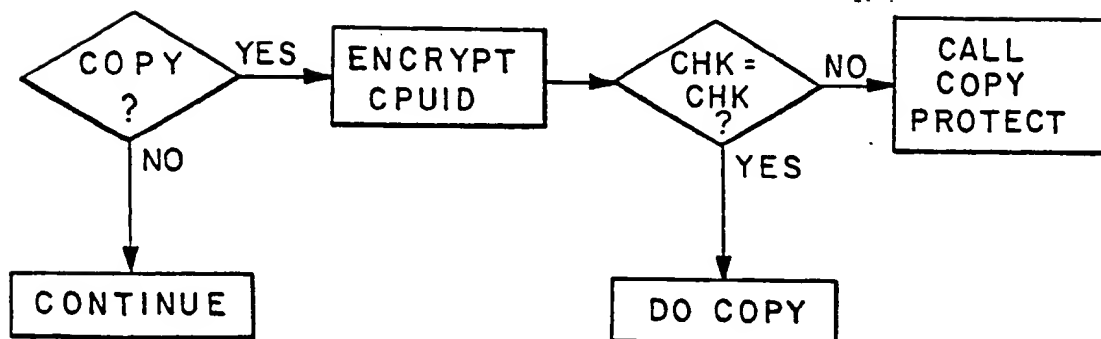 COPY
?
YES
NO
CONTINUE
ENCRYPT
CPUID
CHK=
CHK
?
NO
YES
DO COPY
CALL
COPY
PROTECT